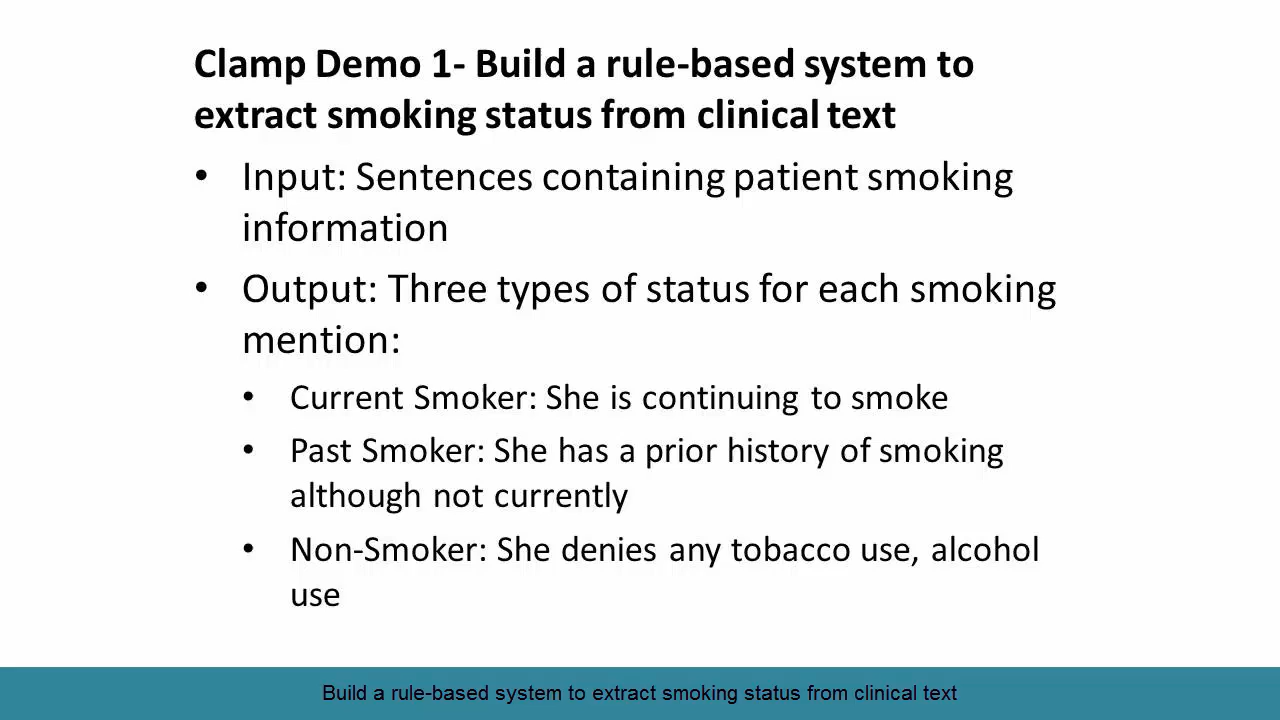 Clamp Demo 1- Build a rule-based system to
extract smoking status from clinical text
• Input: Sentences containing patient smoking
information
• Output: Three types of status for each smoking
mention:
• Current Smoker: She is continuing to smoke
• Past Smoker: She has a prior history of smoking
although not currently
• Non-Smoker: She denies any tobacco use, alcohol
use
Build a rule-based system to extract smoking status from clinical text